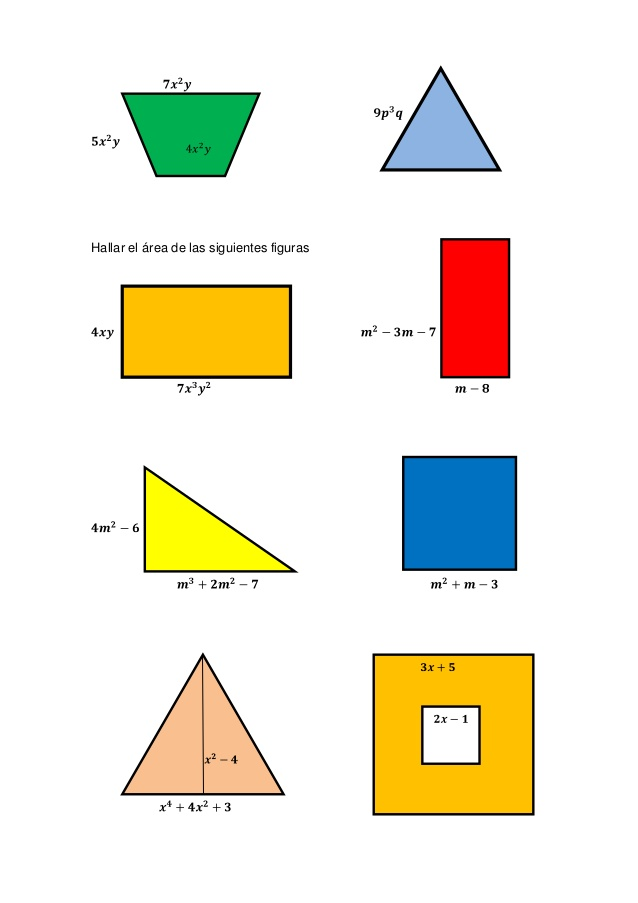 7x²y
9p³q
5x²y
4x²y
Hallar el área de las siguientes figuras
4xy
m² − 3m − 7
7x³y²
m − 8
4m² − 6
m³ + 2m² − 7
m² + m − 3
3x + 5
2x − 1
x² − 4
x⁴ + 4x² + 3